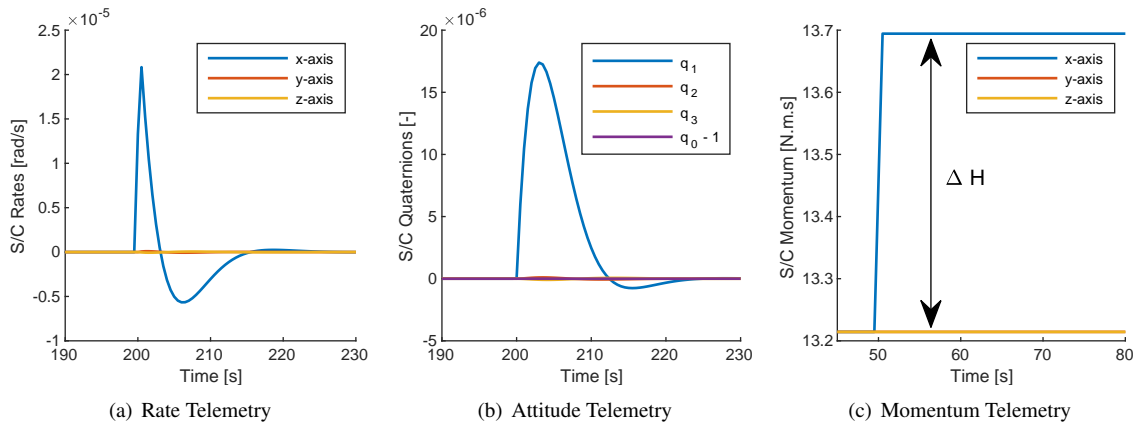 ×10⁻⁵
2.5
2
1.5
1
0.5
0
-0.5
-1
190 200 210 220 230
S/C Rates [rad/s]
Time [s]
x-axis
y-axis
z-axis
(a) Rate Telemetry
×10⁻⁶
20
15
10
5
0
-5
190 200 210 220 230
S/C Quaternions [-]
Time [s]
q₁
q₂
q₃
q₀ - 1
(b) Attitude Telemetry
13.7
13.6
13.5
13.4
13.3
13.2
50 60 70 80
S/C Momentum [N.m.s]
Time [s]
x-axis
y-axis
z-axis
Δ H
(c) Momentum Telemetry